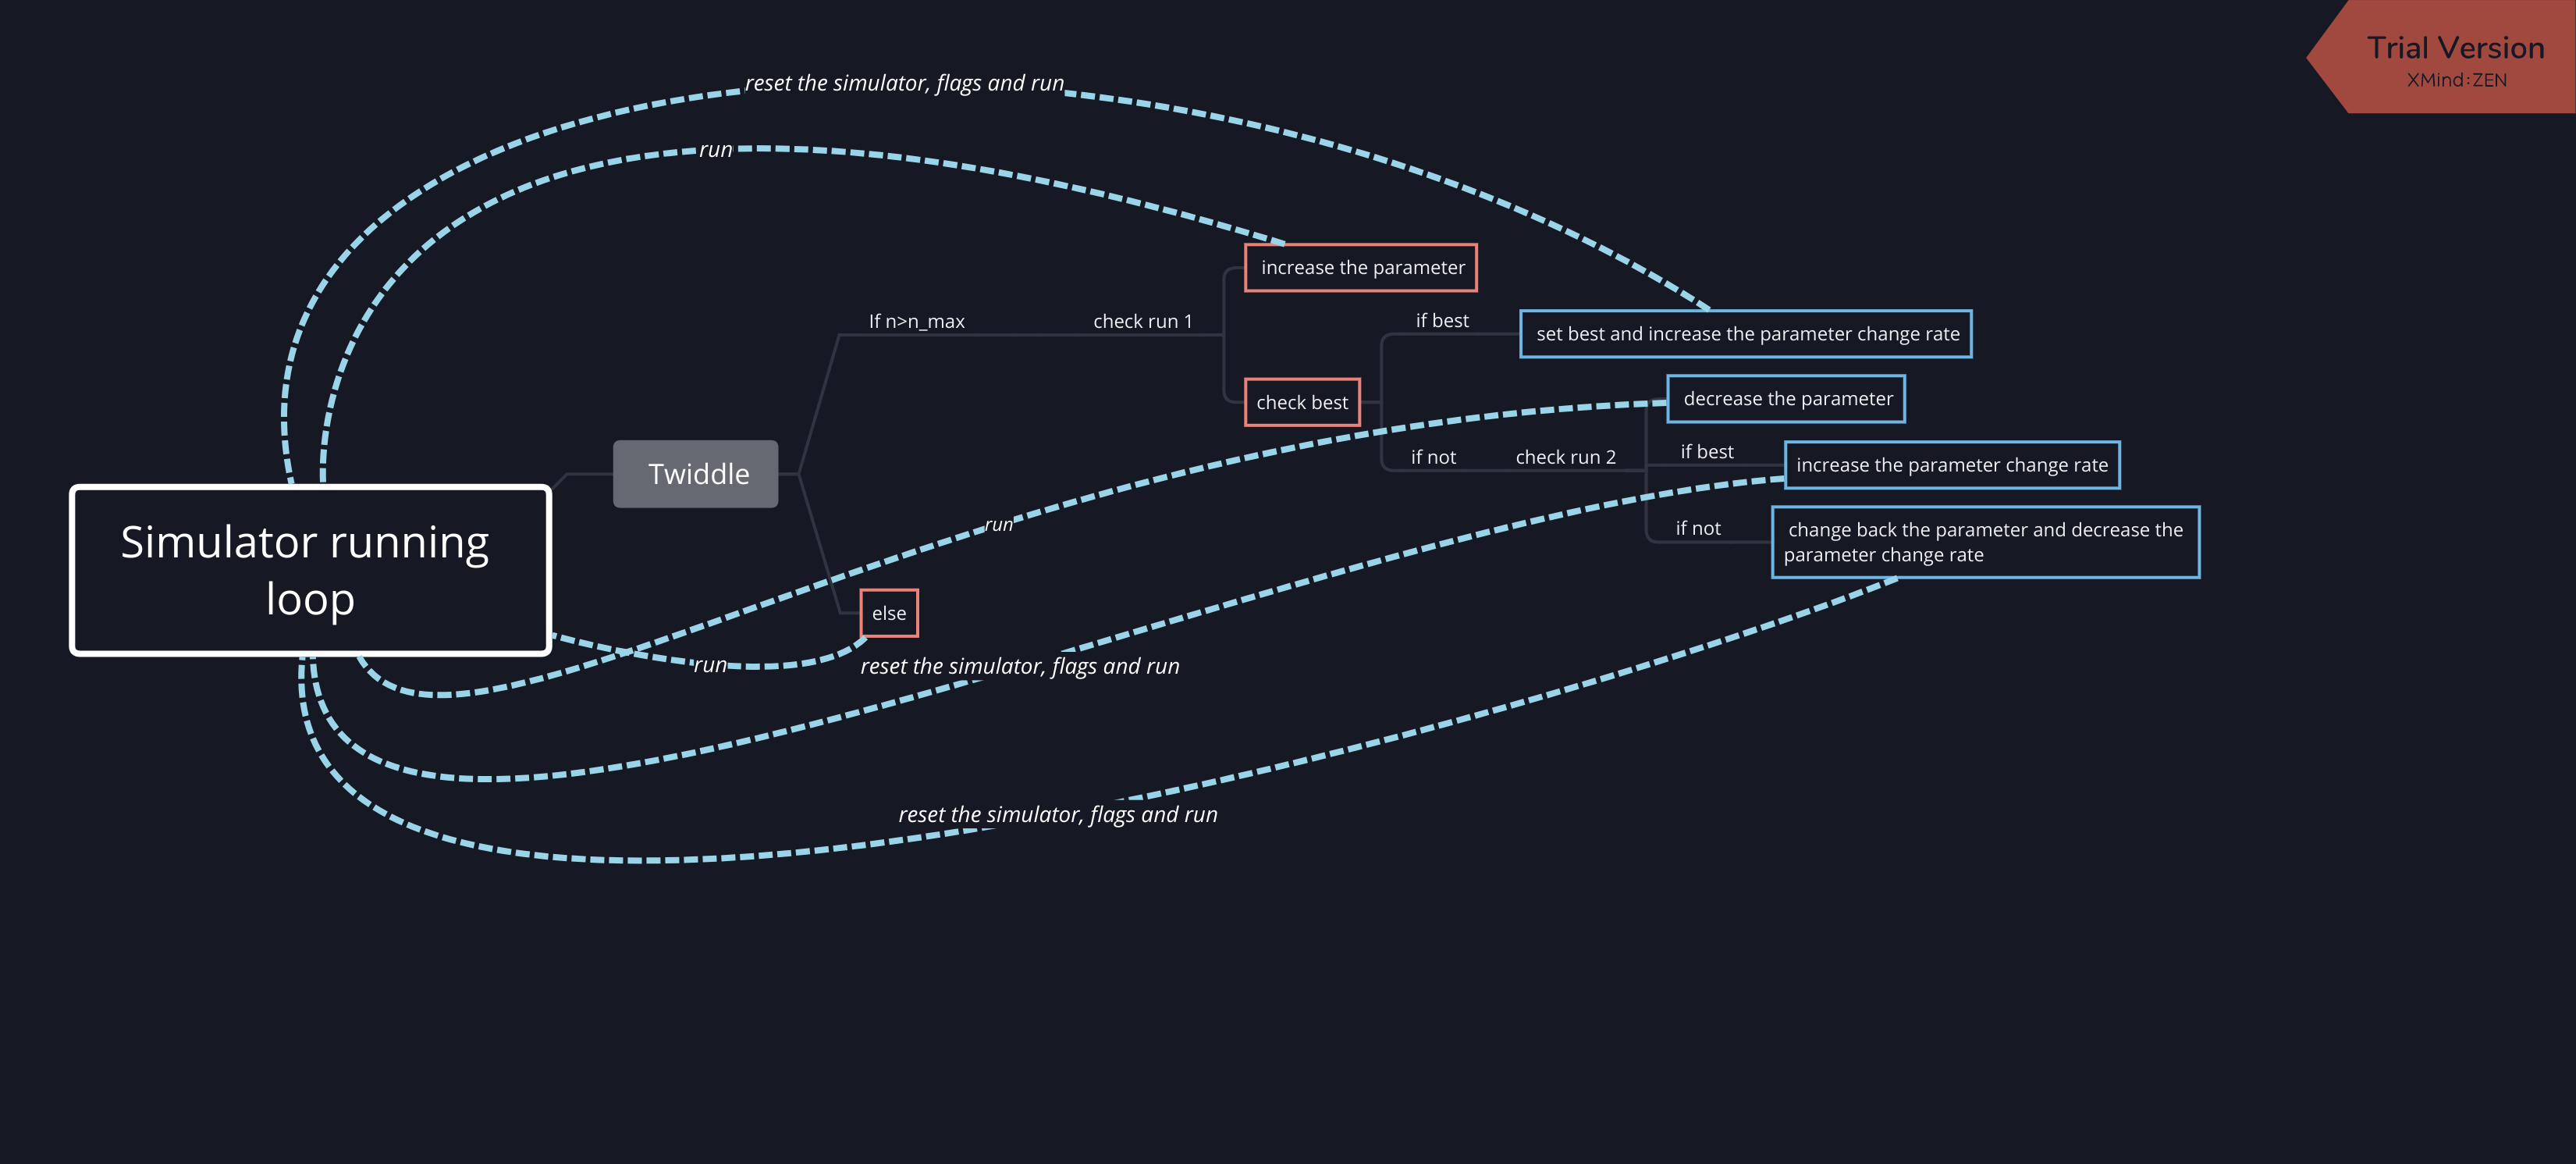 Trial Version
XMind:ZEN
reset the simulator, flags and run
run
increase the parameter
If n>n_max
check run 1
if best
set best and increase the parameter change rate
check best
decrease the parameter
if not
check run 2
if best
increase the parameter change rate
if not
change back the parameter and decrease the
parameter change rate
Twiddle
Simulator running
loop
run
else
run
reset the simulator, flags and run
reset the simulator, flags and run